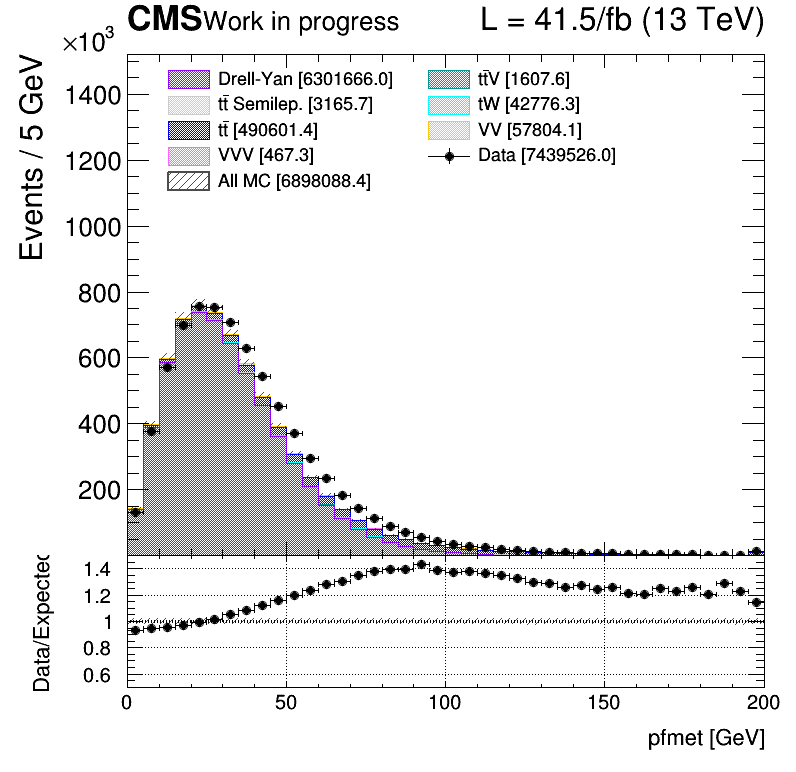 CMS Work in progress L = 41.5/fb (13 TeV)
×10³
Events / 5 GeV
Drell-Yan [6301666.0]
tt̄ Semilep. [3165.7]
tt̄ [490601.4]
VVV [467.3]
All MC [6898088.4]
tt̄V [1607.6]
tW [42776.3]
VV [57804.1]
Data [7439526.0]
1400
1200
1000
800
600
400
200
Data/Expected
1.4
1.2
1
0.8
0.6
0 50 100 150 200
pfmet [GeV]